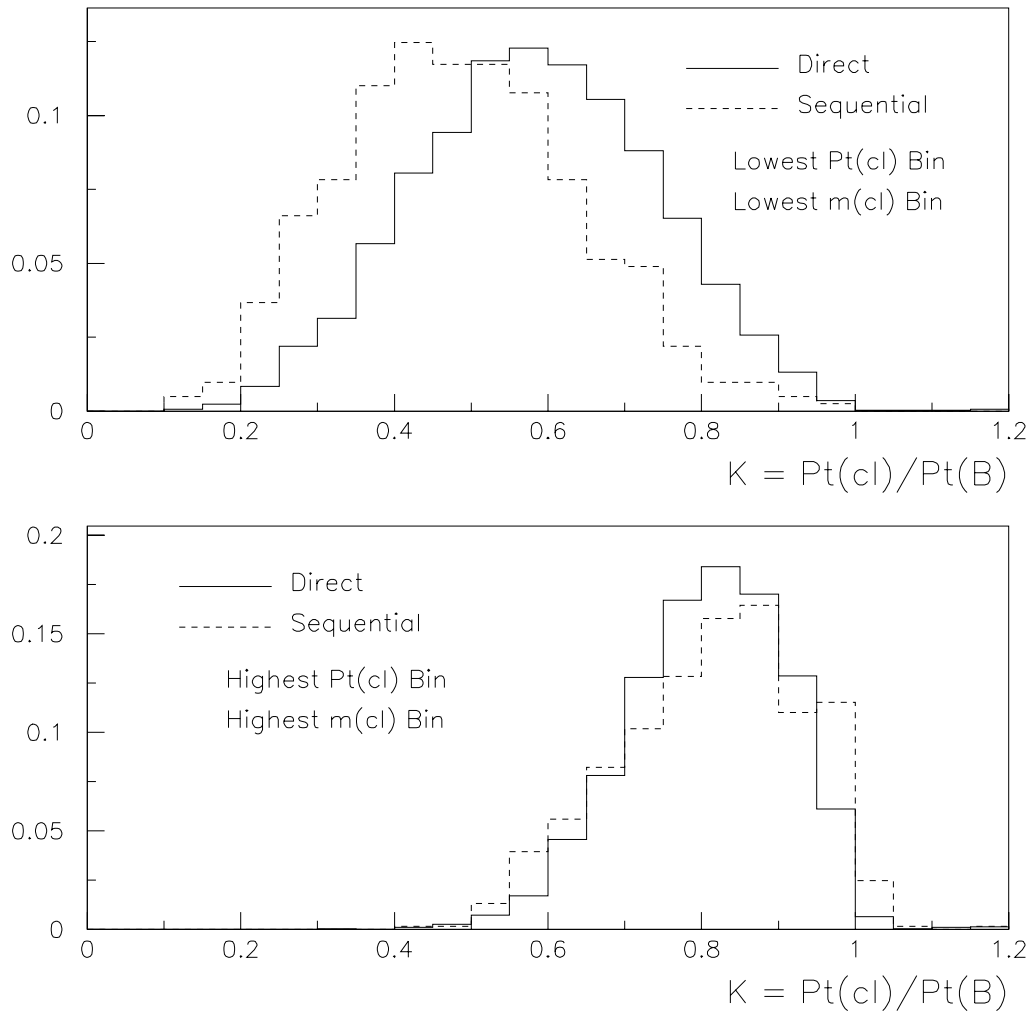 Direct
0.1
Sequential
Lowest Pt(cl) Bin
Lowest m(cl) Bin
0.05
0
0 0.2 0.4 0.6 0.8 1 1.2
K = Pt(cl)/Pt(B)
0.2
Direct
Sequential
0.15
Highest Pt(cl) Bin
Highest m(cl) Bin
0.1
0.05
0
0 0.2 0.4 0.6 0.8 1 1.2
K = Pt(cl)/Pt(B)